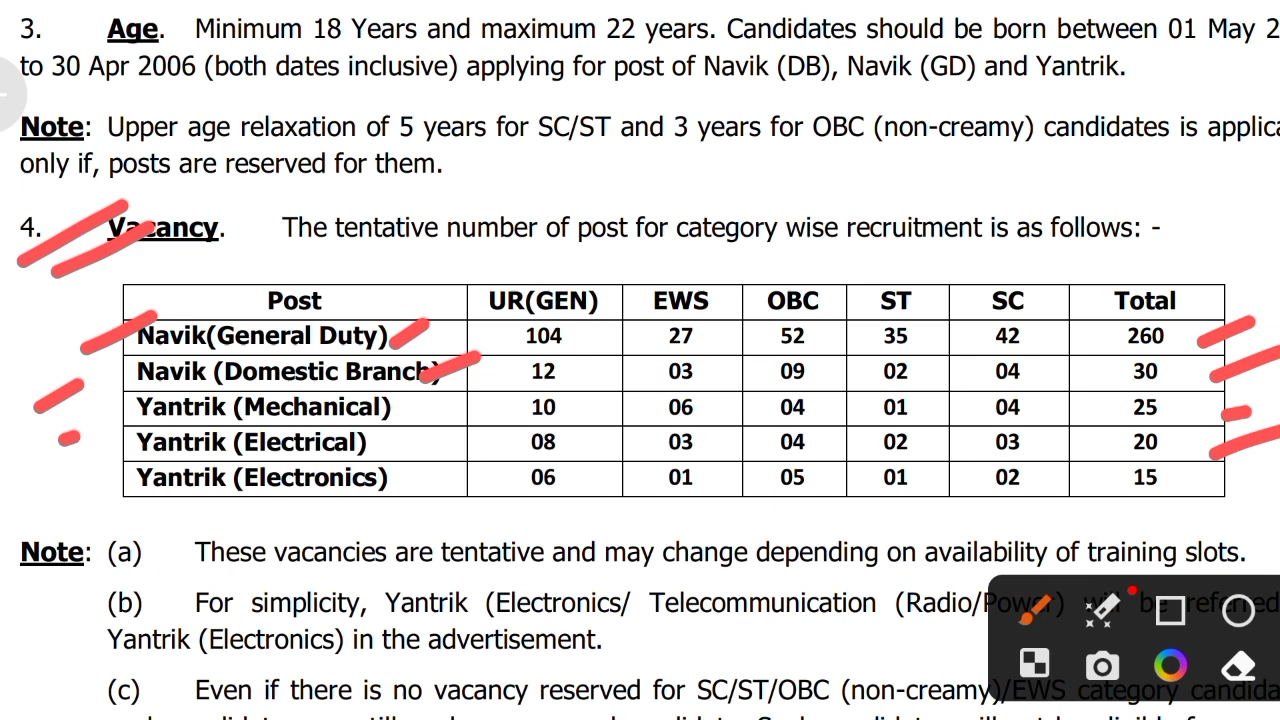 3. Age. Minimum 18 Years and maximum 22 years. Candidates should be born between 01 May 2
to 30 Apr 2006 (both dates inclusive) applying for post of Navik (DB), Navik (GD) and Yantrik.
Note: Upper age relaxation of 5 years for SC/ST and 3 years for OBC (non-creamy) candidates is applica
only if, posts are reserved for them.
4. Vacancy. The tentative number of post for category wise recruitment is as follows: -
Post UR(GEN) EWS OBC ST SC Total
Navik(General Duty) 104 27 52 35 42 260
Navik (Domestic Branch) 12 03 09 02 04 30
Yantrik (Mechanical) 10 06 04 01 04 25
Yantrik (Electrical) 08 03 04 02 03 20
Yantrik (Electronics) 06 01 05 01 02 15
Note: (a) These vacancies are tentative and may change depending on availability of training slots.
(b) For simplicity, Yantrik (Electronics/ Telecommunication (Radio/Power) will be referred
Yantrik (Electronics) in the advertisement.
(c) Even if there is no vacancy reserved for SC/ST/OBC (non-creamy)/EWS category candida